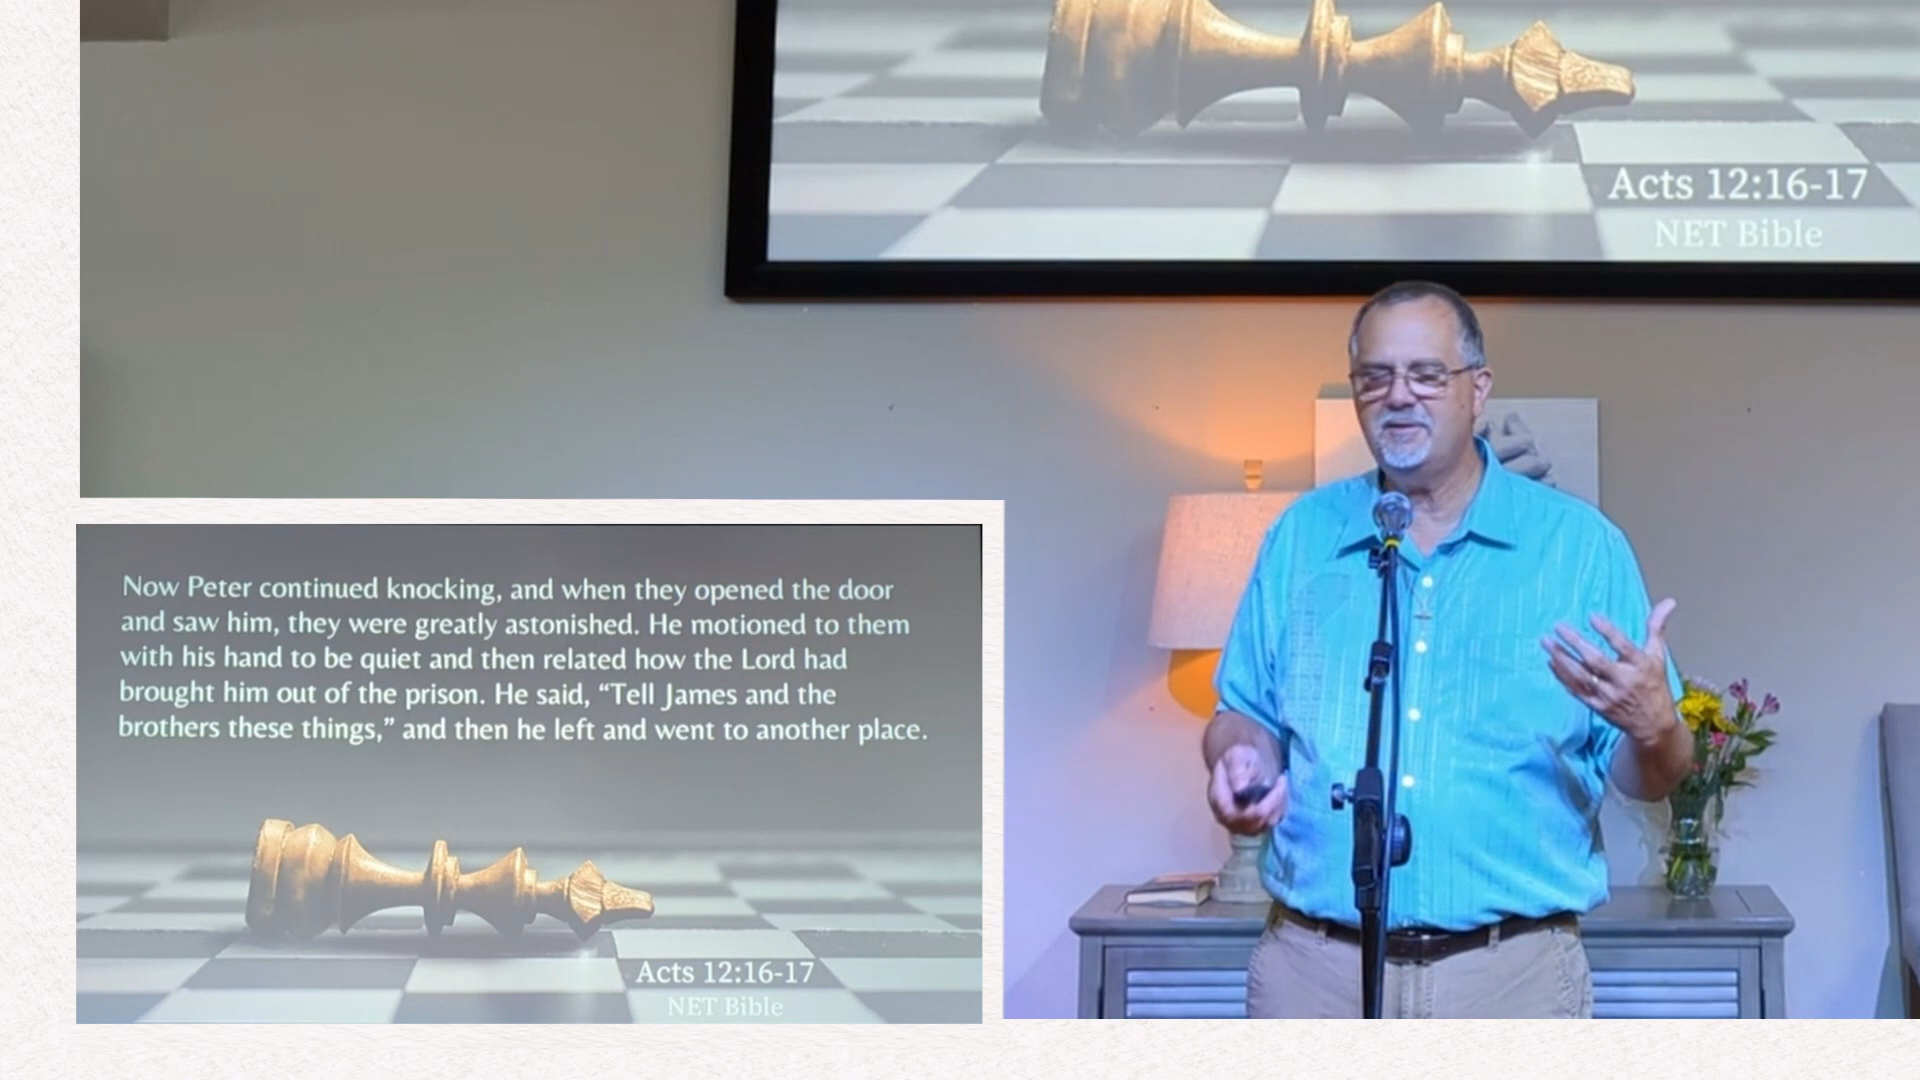 Acts 12:16-17
NET Bible
Now Peter continued knocking, and when they opened the door
and saw him, they were greatly astonished. He motioned to them
with his hand to be quiet and then related how the Lord had
brought him out of the prison. He said, “Tell James and the
brothers these things,” and then he left and went to another place.
Acts 12:16-17
NET Bible